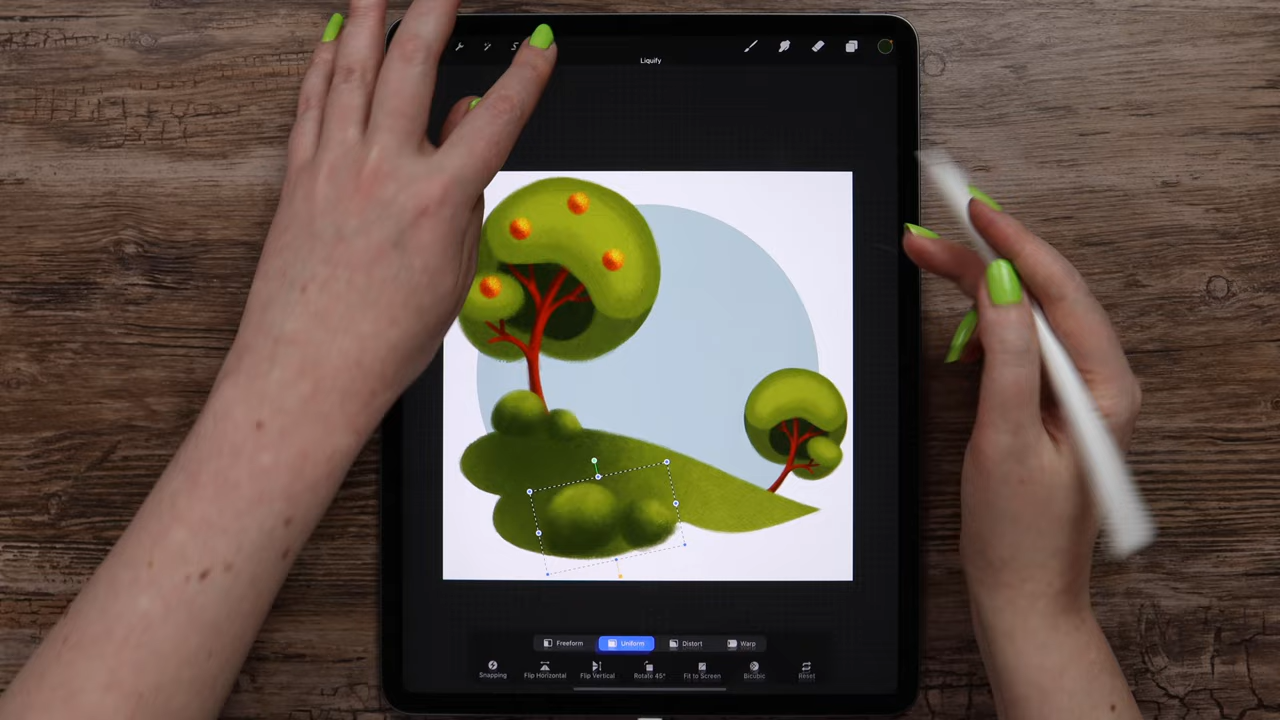 Liquify
Freeform Uniform Distort Warp
Snapping Flip Horizontal Flip Vertical Rotate 45° Fit to Screen Bicubic Reset